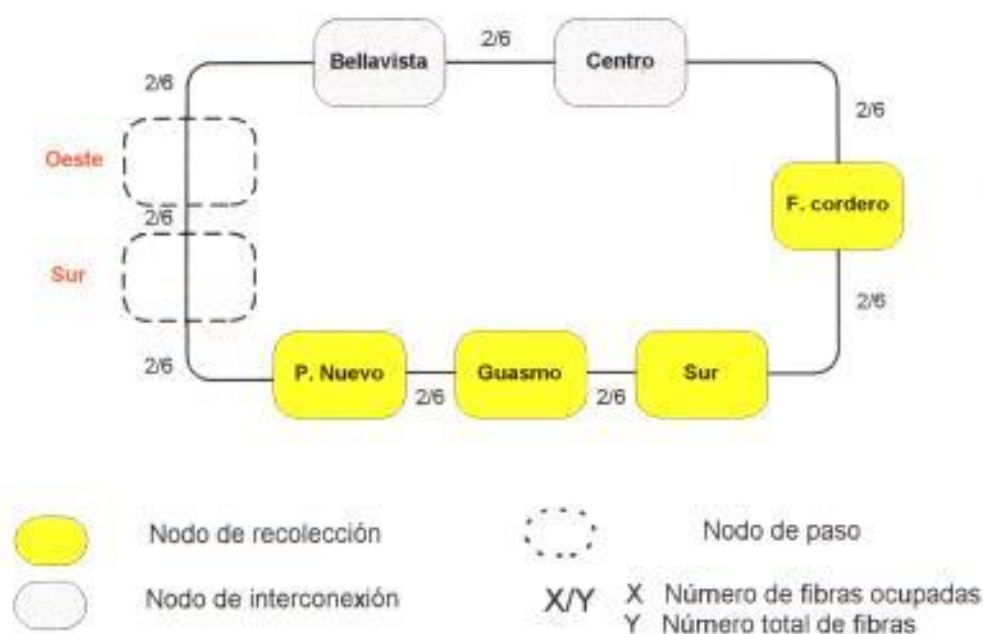 Bellavista
2/6
Centro
2/6
2/6
Oeste
F. cordero
2/6
Sur
2/6
2/6
P. Nuevo
2/6
Guasmo
2/6
Sur
Nodo de recolección
Nodo de paso
Nodo de interconexión
X/Y
X Número de fibras ocupadas
Y Número total de fibras